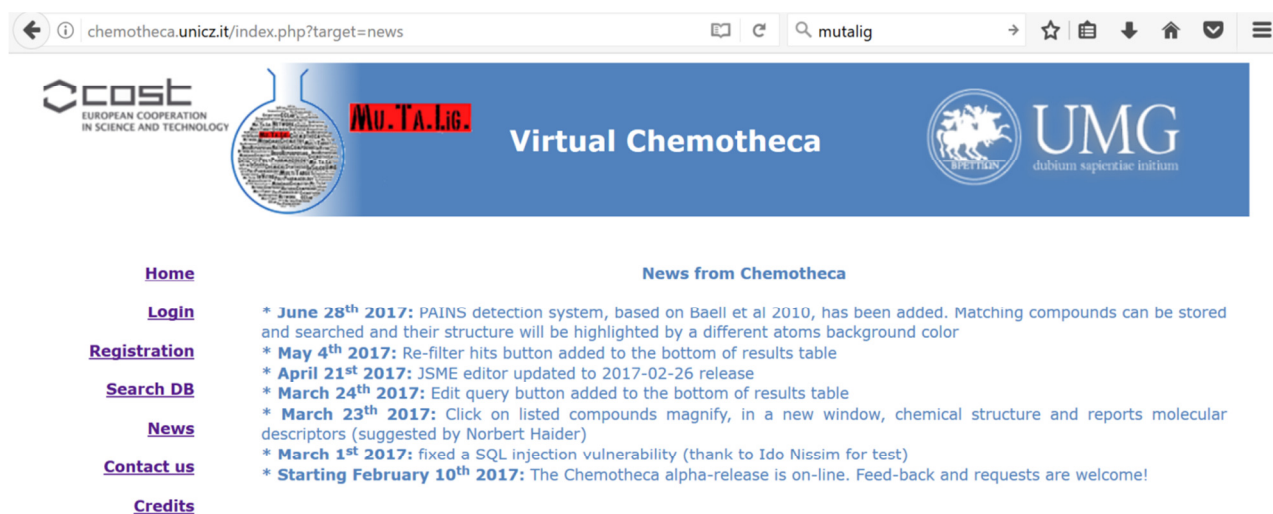 chemotheca.unicz.it/index.php?target=news
mutalig
cost
EUROPEAN COOPERATION
IN SCIENCE AND TECHNOLOGY
Mu.Ta.Lig.
Virtual Chemotheca
UMG
dubium sapientiae initium
Home
Login
Registration
Search DB
News
Contact us
Credits
News from Chemotheca
* June 28th 2017: PAINS detection system, based on Baell et al 2010, has been added. Matching compounds can be stored
and searched and their structure will be highlighted by a different atoms background color
* May 4th 2017: Re-filter hits button added to the bottom of results table
* April 21st 2017: JSME editor updated to 2017-02-26 release
* March 24th 2017: Edit query button added to the bottom of results table
* March 23th 2017: Click on listed compounds magnify, in a new window, chemical structure and reports molecular
descriptors (suggested by Norbert Haider)
* March 1st 2017: fixed a SQL injection vulnerability (thank to Ido Nissim for test)
* Starting February 10th 2017: The Chemotheca alpha-release is on-line. Feed-back and requests are welcome!